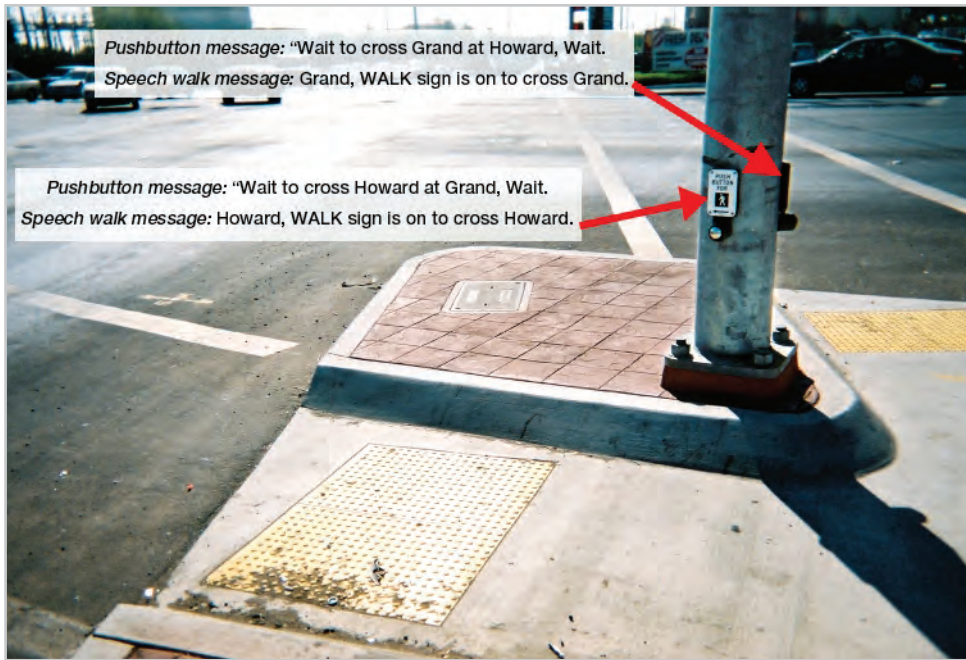 Pushbutton message: “Wait to cross Grand at Howard, Wait.
Speech walk message: Grand, WALK sign is on to cross Grand.
Pushbutton message: “Wait to cross Howard at Grand, Wait.
Speech walk message: Howard, WALK sign is on to cross Howard.
PUSH
BUTTON
FOR